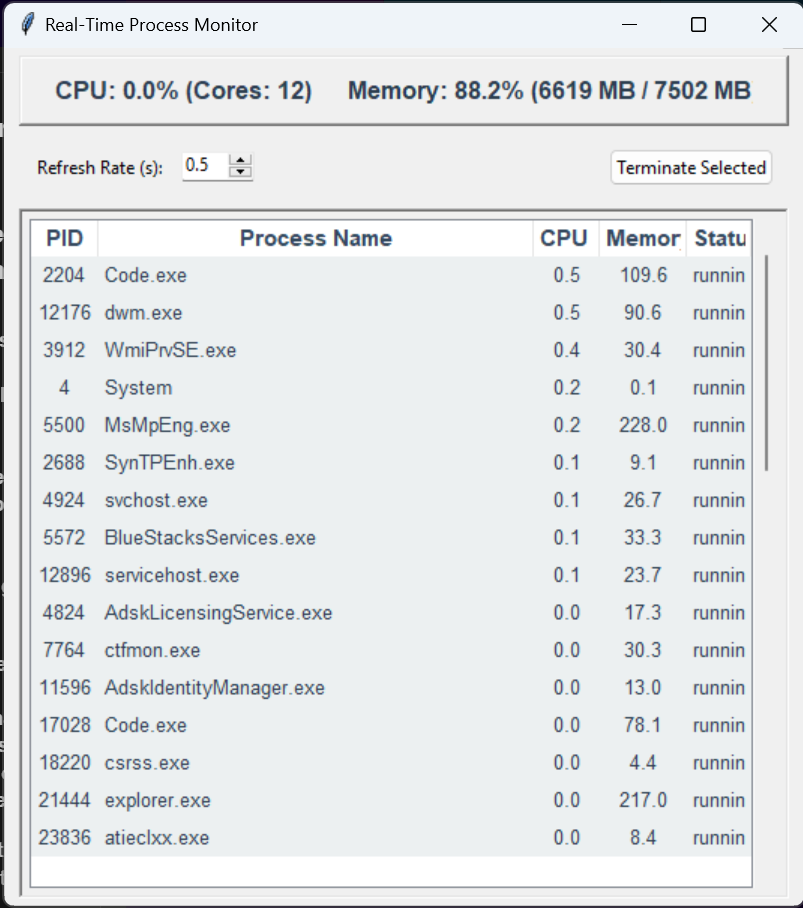 Real-Time Process Monitor
CPU: 0.0% (Cores: 12) Memory: 88.2% (6619 MB / 7502 MB
Refresh Rate (s): 0.5 Terminate Selected
PID Process Name CPU Memor Statu
2204 Code.exe 0.5 109.6 runnin
12176 dwm.exe 0.5 90.6 runnin
3912 WmiPrvSE.exe 0.4 30.4 runnin
4 System 0.2 0.1 runnin
5500 MsMpEng.exe 0.2 228.0 runnin
2688 SynTPEnh.exe 0.1 9.1 runnin
4924 svchost.exe 0.1 26.7 runnin
5572 BlueStacksServices.exe 0.1 33.3 runnin
12896 servicehost.exe 0.1 23.7 runnin
4824 AdskLicensingService.exe 0.0 17.3 runnin
7764 ctfmon.exe 0.0 30.3 runnin
11596 AdskIdentityManager.exe 0.0 13.0 runnin
17028 Code.exe 0.0 78.1 runnin
18220 csrss.exe 0.0 4.4 runnin
21444 explorer.exe 0.0 217.0 runnin
23836 atieclxx.exe 0.0 8.4 runnin